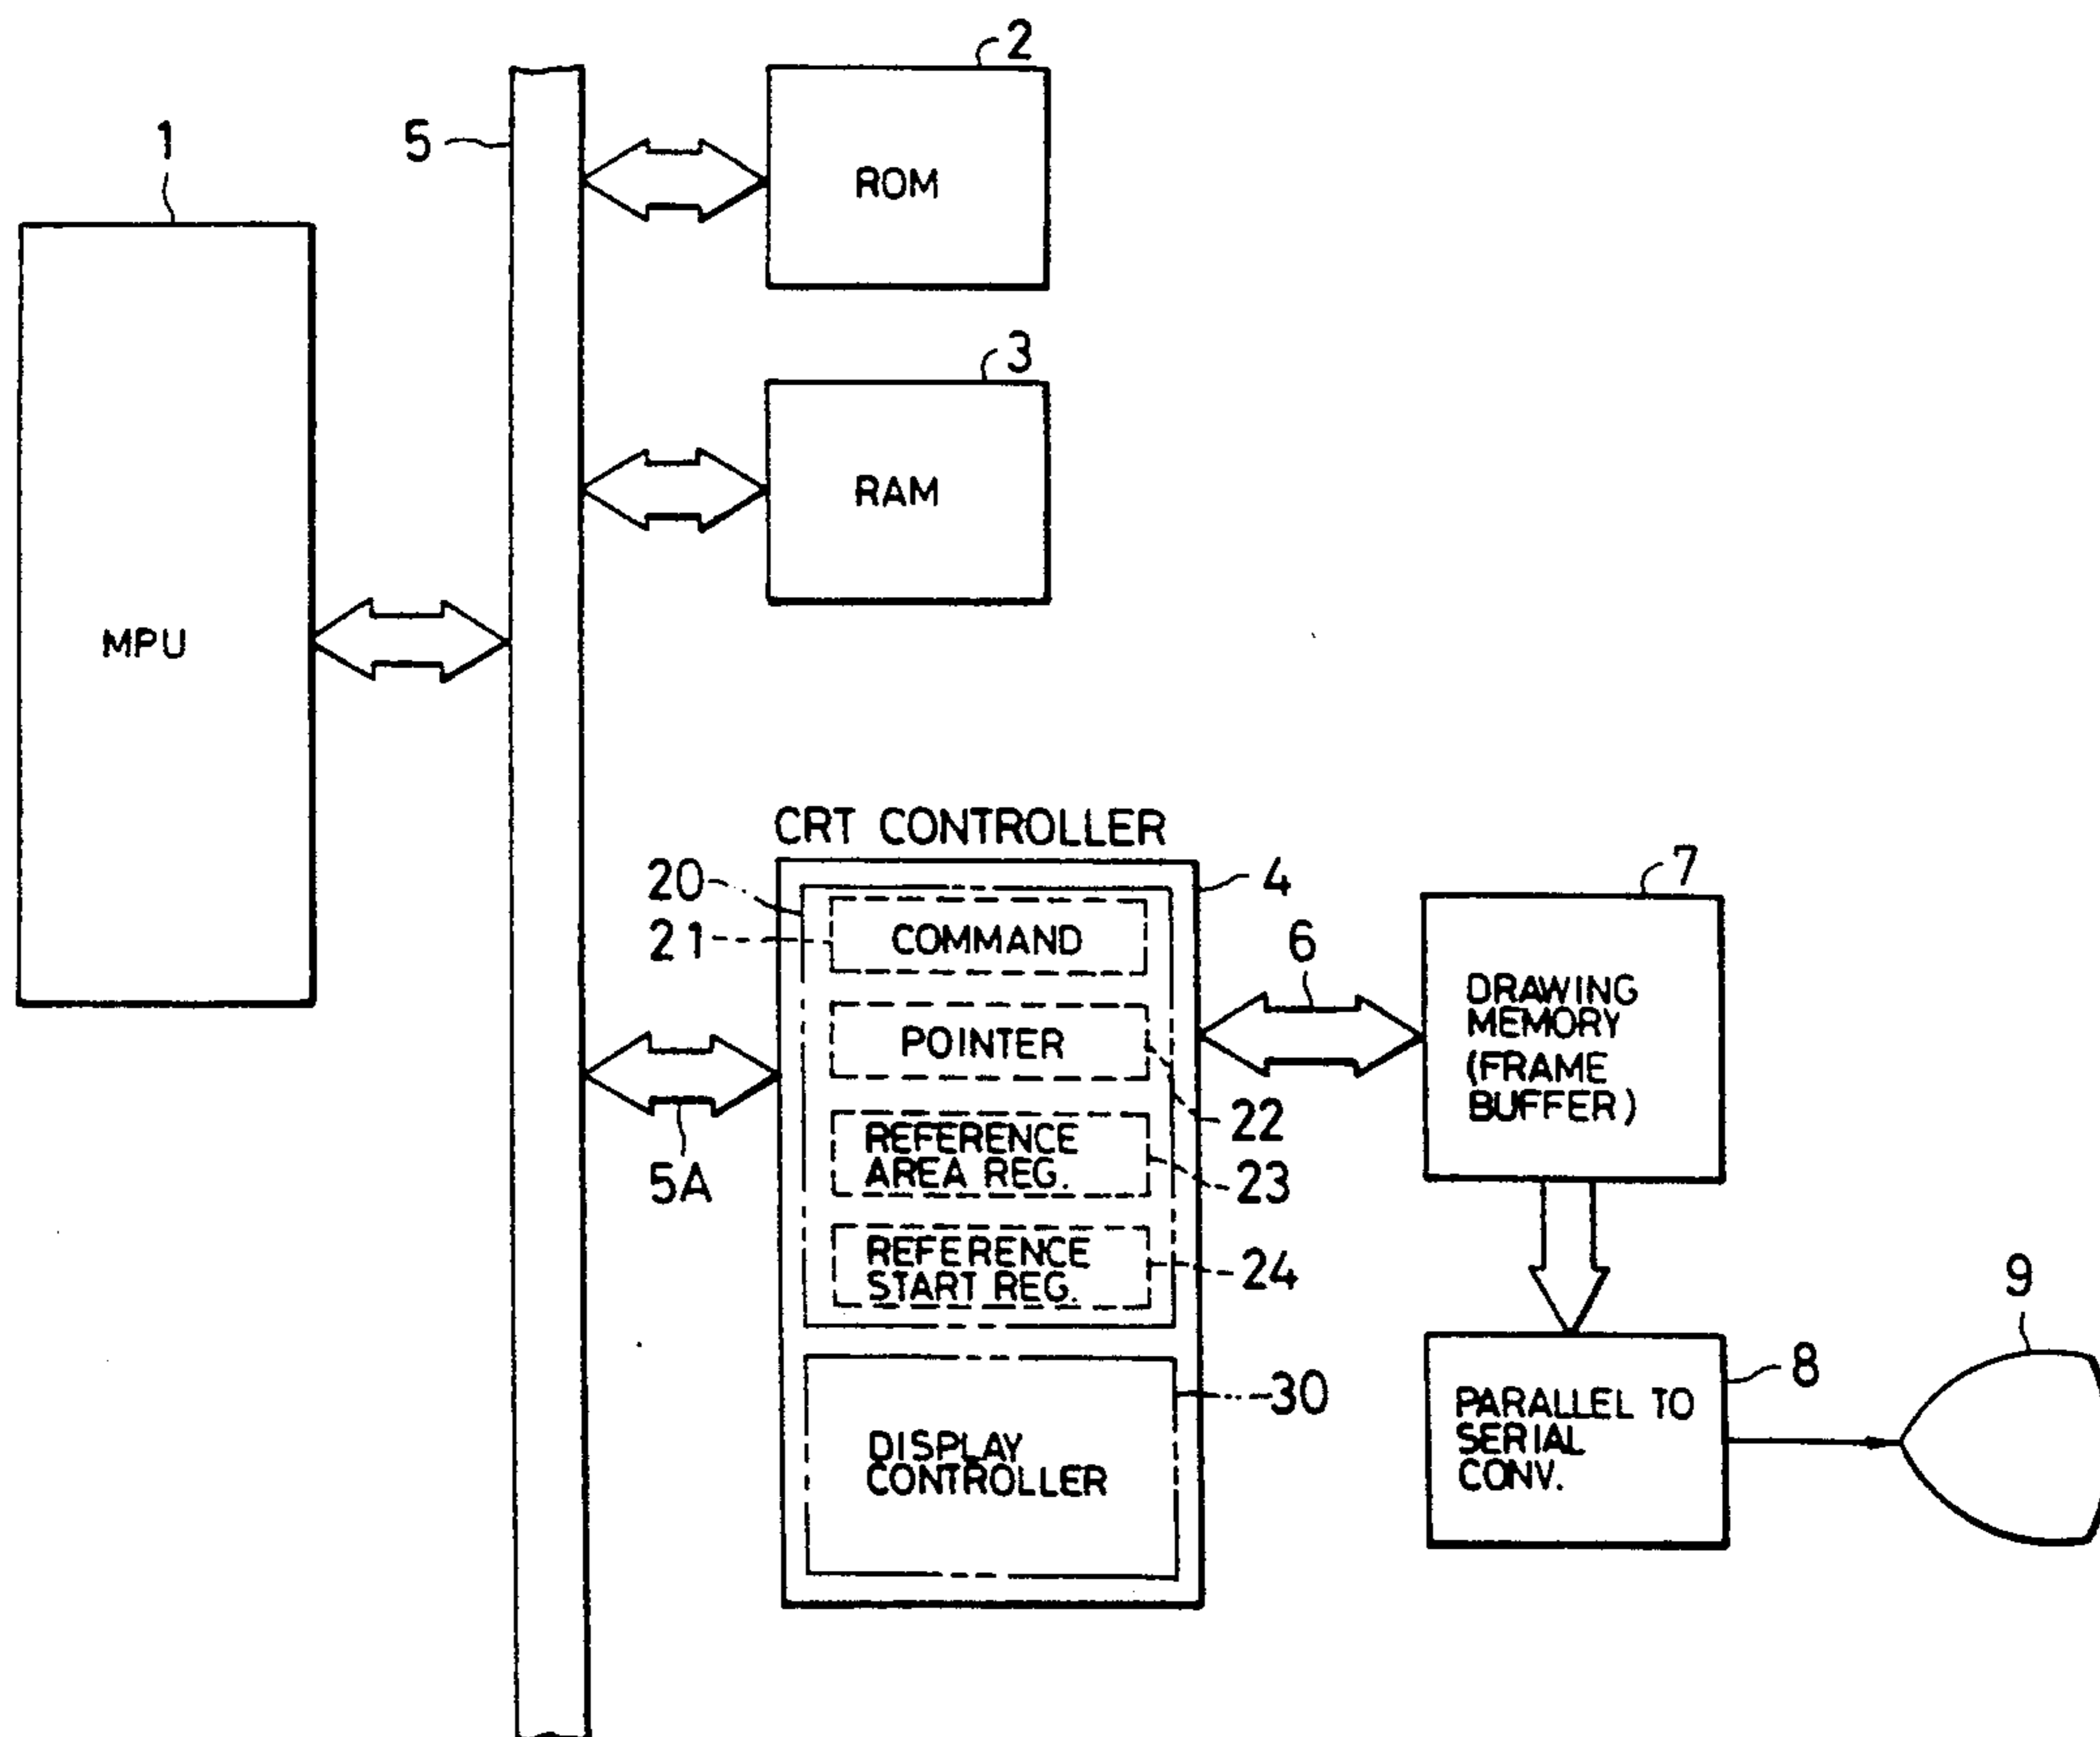 2
1
5
ROM
3
RAM
MPU
CRT CONTROLLER
20
4
7
21
COMMAND
6
POINTER
DRAWING
MEMORY
(FRAME
BUFFER)
22
REFERENCE
AREA REG.
23
5A
REFERENCE
START REG.
24
9
8
30
PARALLEL TO
SERIAL
CONV.
DISPLAY
CONTROLLER